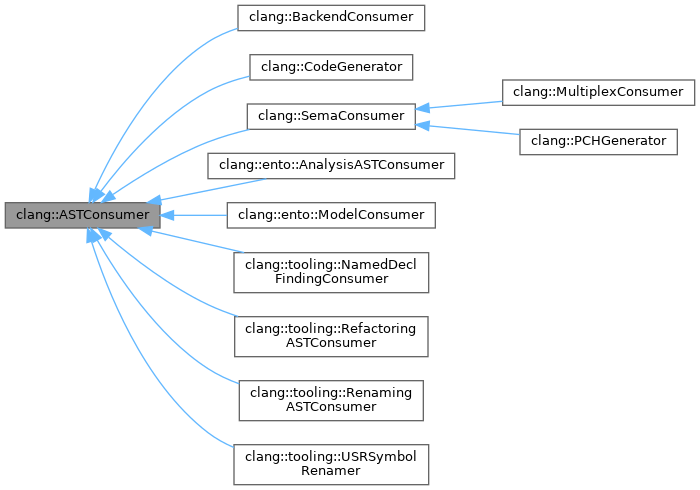 clang::BackendConsumer
clang::CodeGenerator
clang::MultiplexConsumer
clang::SemaConsumer
clang::PCHGenerator
clang::ento::AnalysisASTConsumer
clang::ASTConsumer
clang::ento::ModelConsumer
clang::tooling::NamedDecl
FindingConsumer
clang::tooling::Refactoring
ASTConsumer
clang::tooling::Renaming
ASTConsumer
clang::tooling::USRSymbol
Renamer